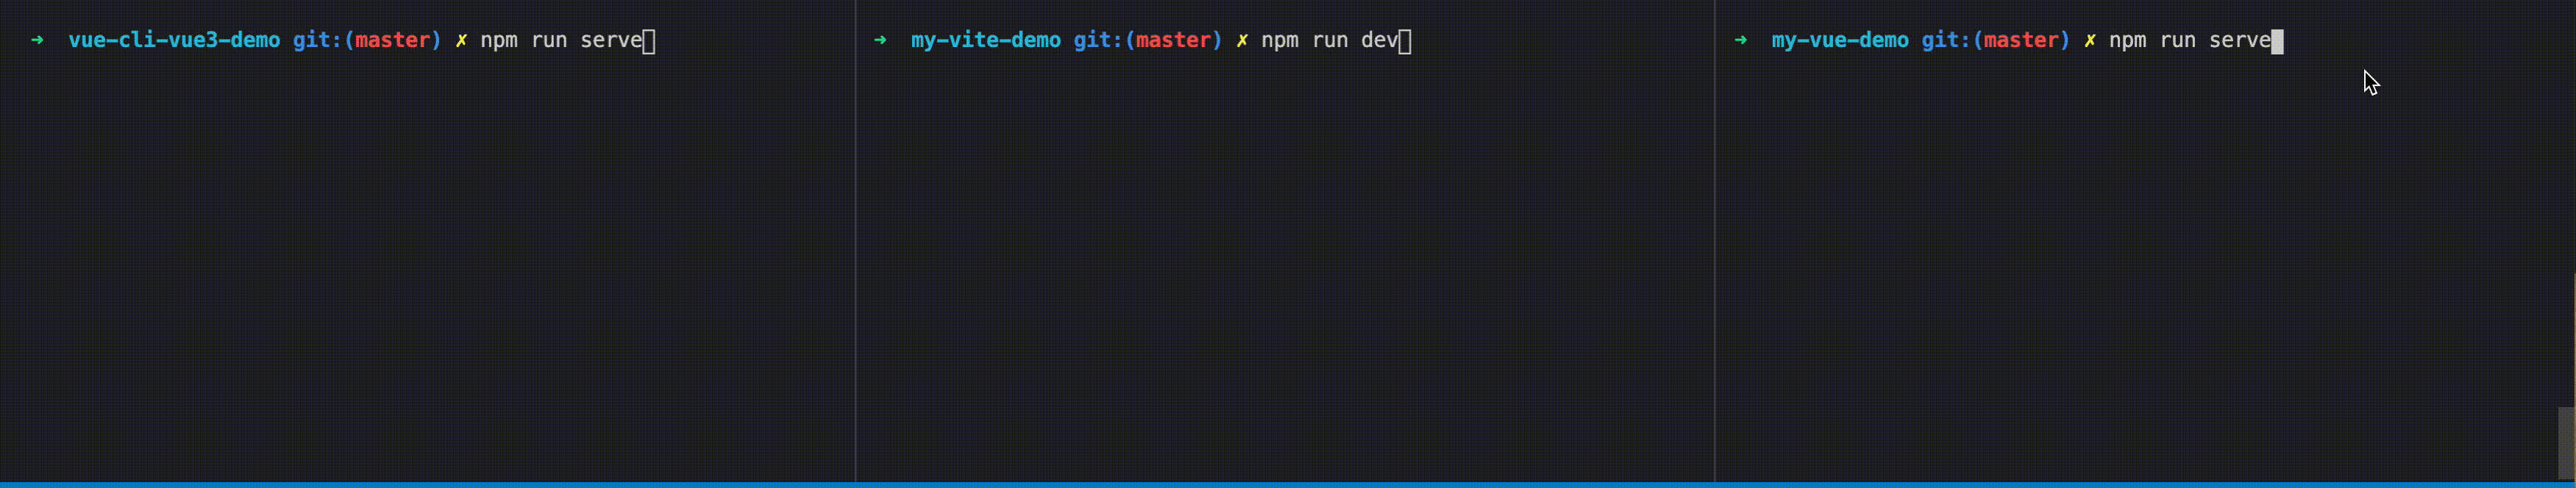 ➜ vue-cli-vue3-demo git:(master) ✗ npm run serve
➜ my-vite-demo git:(master) ✗ npm run dev
➜ my-vue-demo git:(master) ✗ npm run serve